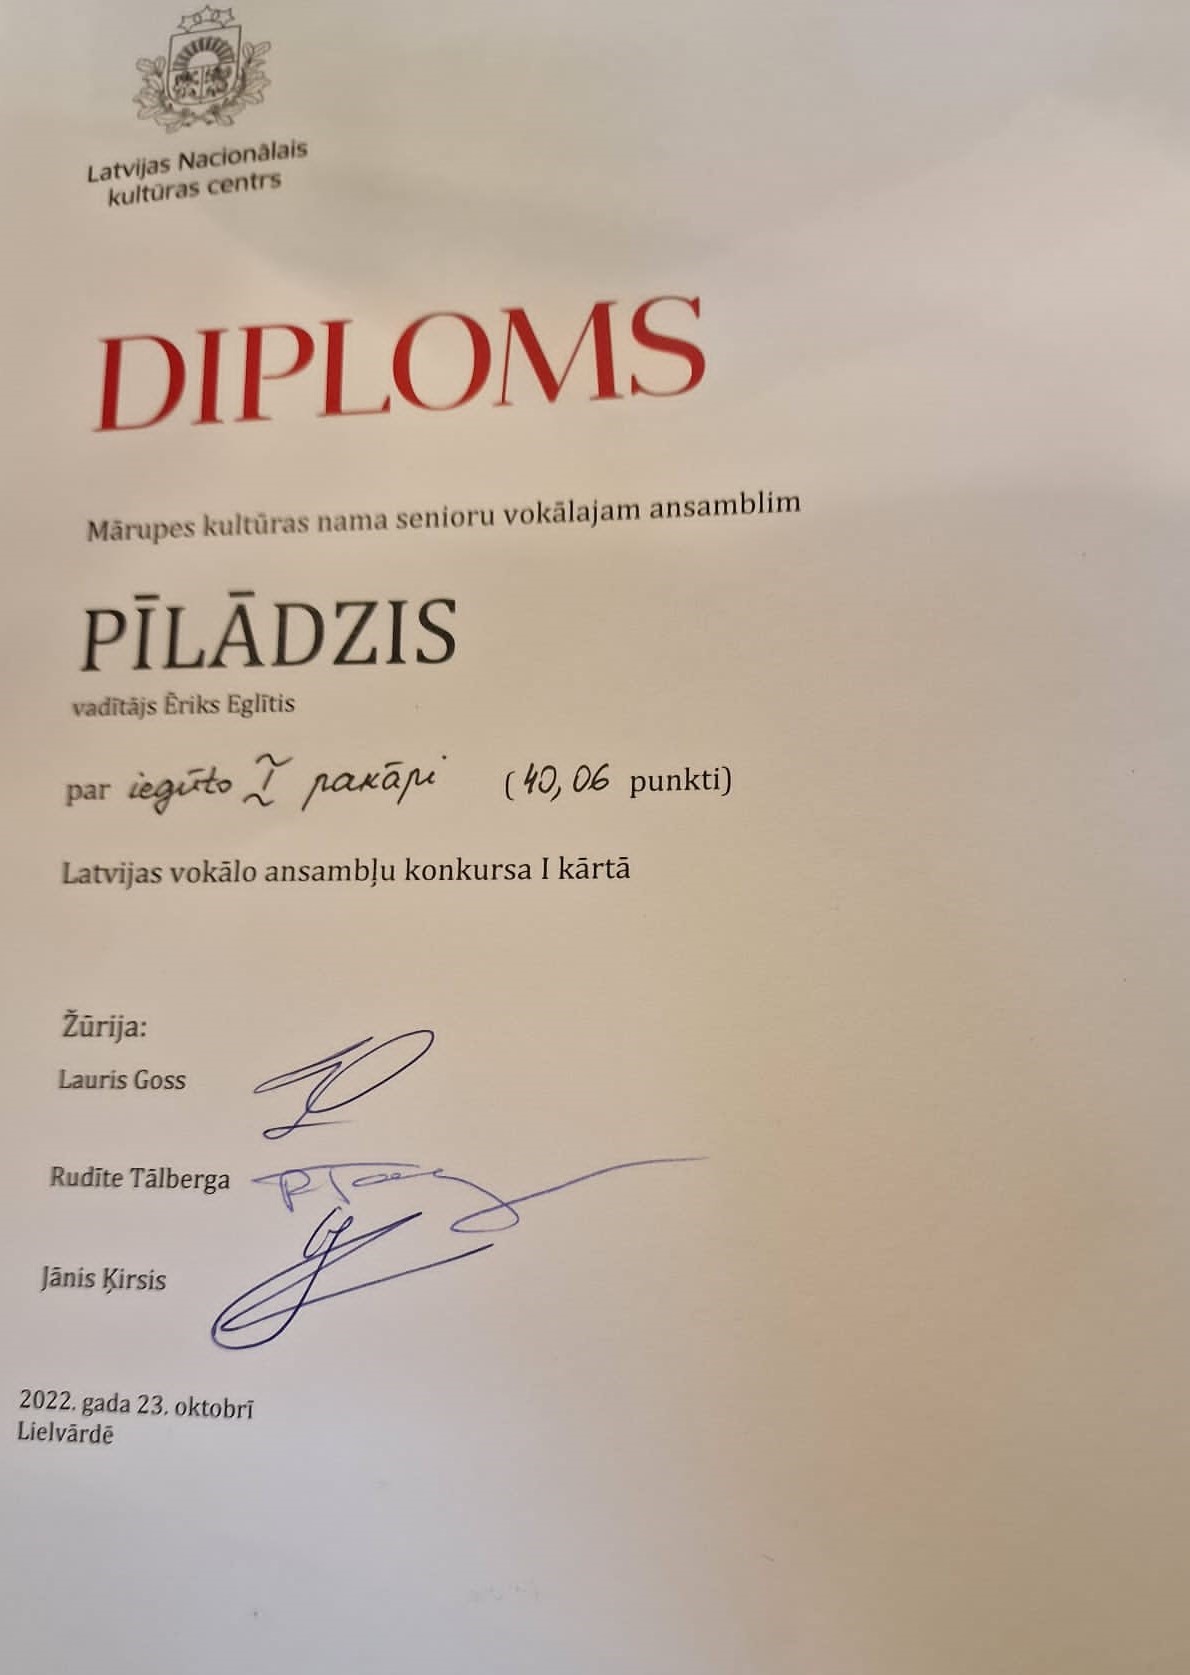 Latvijas Nacionālais
kultūras centrs
DIPLOMS
Mārupes kultūras nama senioru vokālajam ansamblim
PĪLĀDZIS
vadītājs Ēriks Eglītis
par iegūto I pakāpi (40,06 punkti)
Latvijas vokālo ansambļu konkursa I kārtā
Žūrija:
Lauris Goss
Rudīte Tālberga
Jānis Ķirsis
2022. gada 23. oktobrī
Lielvārdē